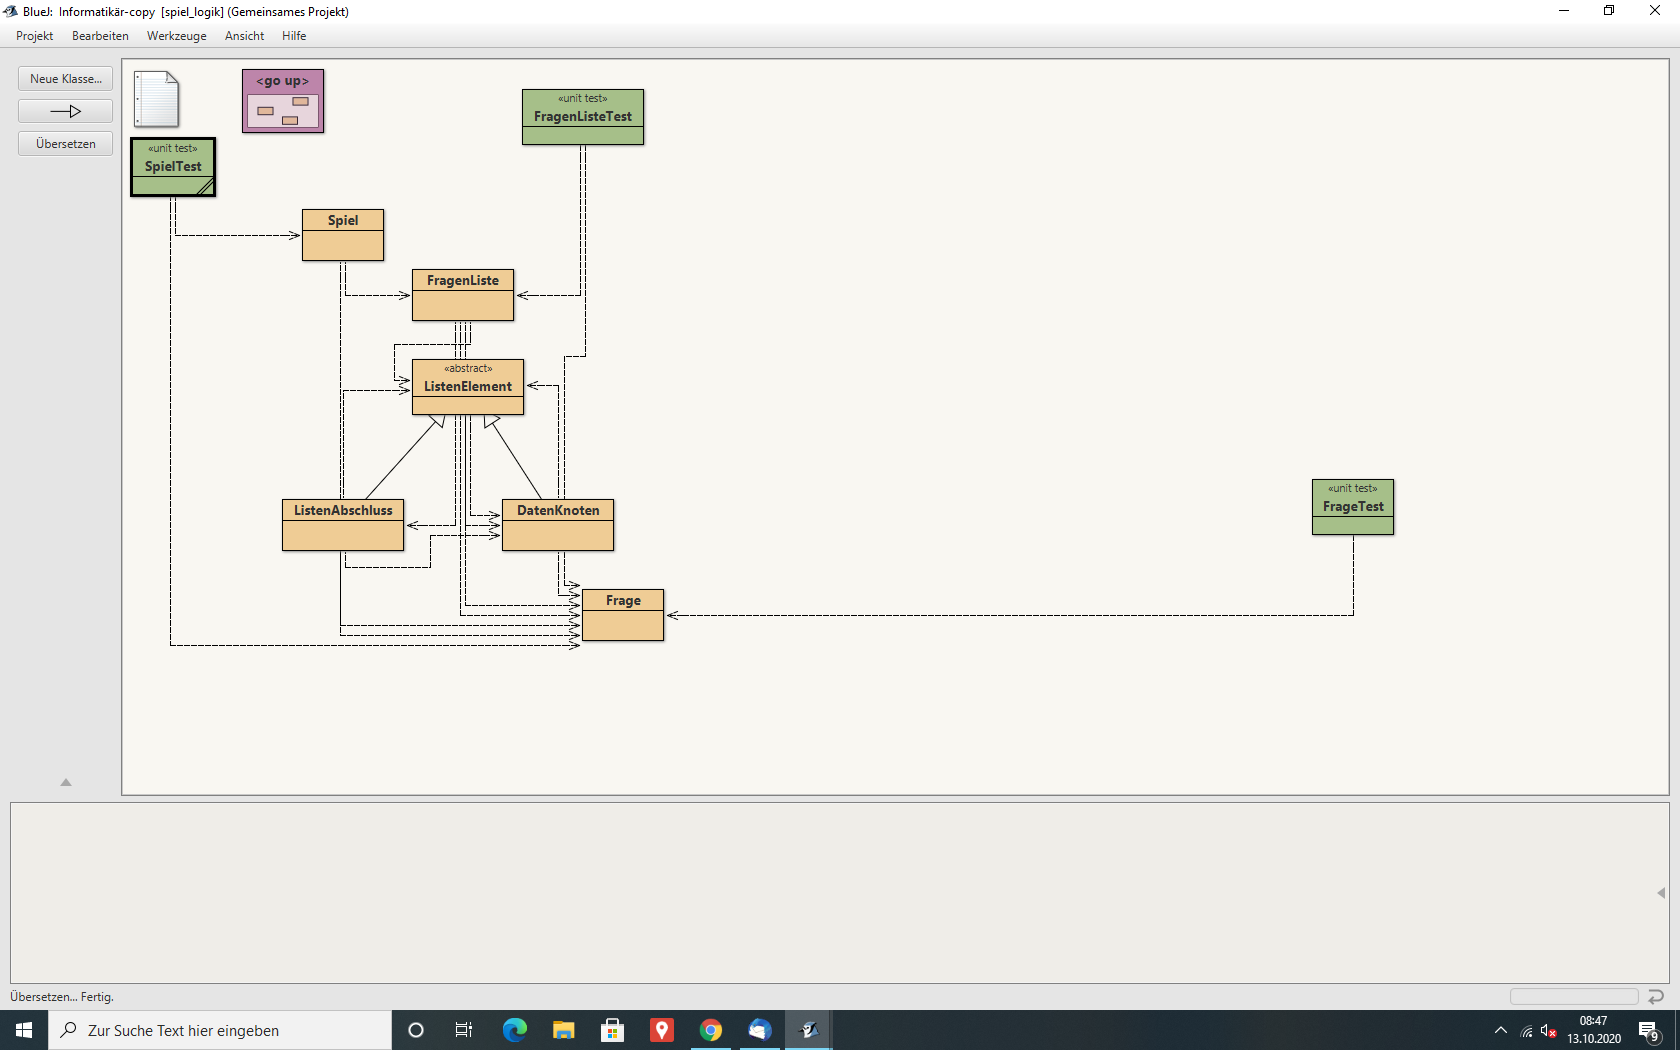 BlueJ: Informatikär-copy [spiel_logik] (Gemeinsames Projekt)
Projekt Bearbeiten Werkzeuge Ansicht Hilfe
Neue Klasse...
Übersetzen
<go up>
«unit test»
FragenListeTest
«unit test»
SpielTest
Spiel
FragenListe
«abstract»
ListenElement
ListenAbschluss
DatenKnoten
«unit test»
FrageTest
Frage
Übersetzen... Fertig.
Zur Suche Text hier eingeben
08:47
13.10.2020
9